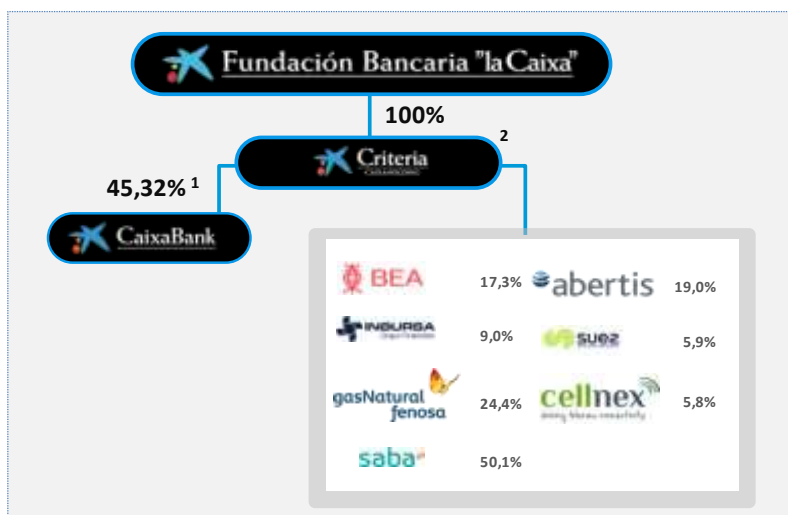 Fundación Bancaria "la Caixa"
100%
2
Criteria
CAIXAHOLDING
45,32% 1
CaixaBank
BEA 17,3%
abertis 19,0%
INBURSA 9,0%
suez 5,9%
gasNatural
fenosa 24,4%
cellnex 5,8%
saba 50,1%